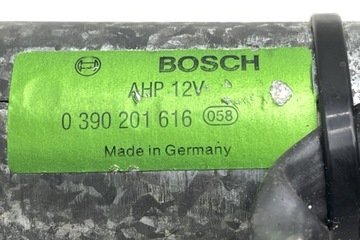 BOSCH
AHP 12V
0 390 201 616 058
Made in Germany